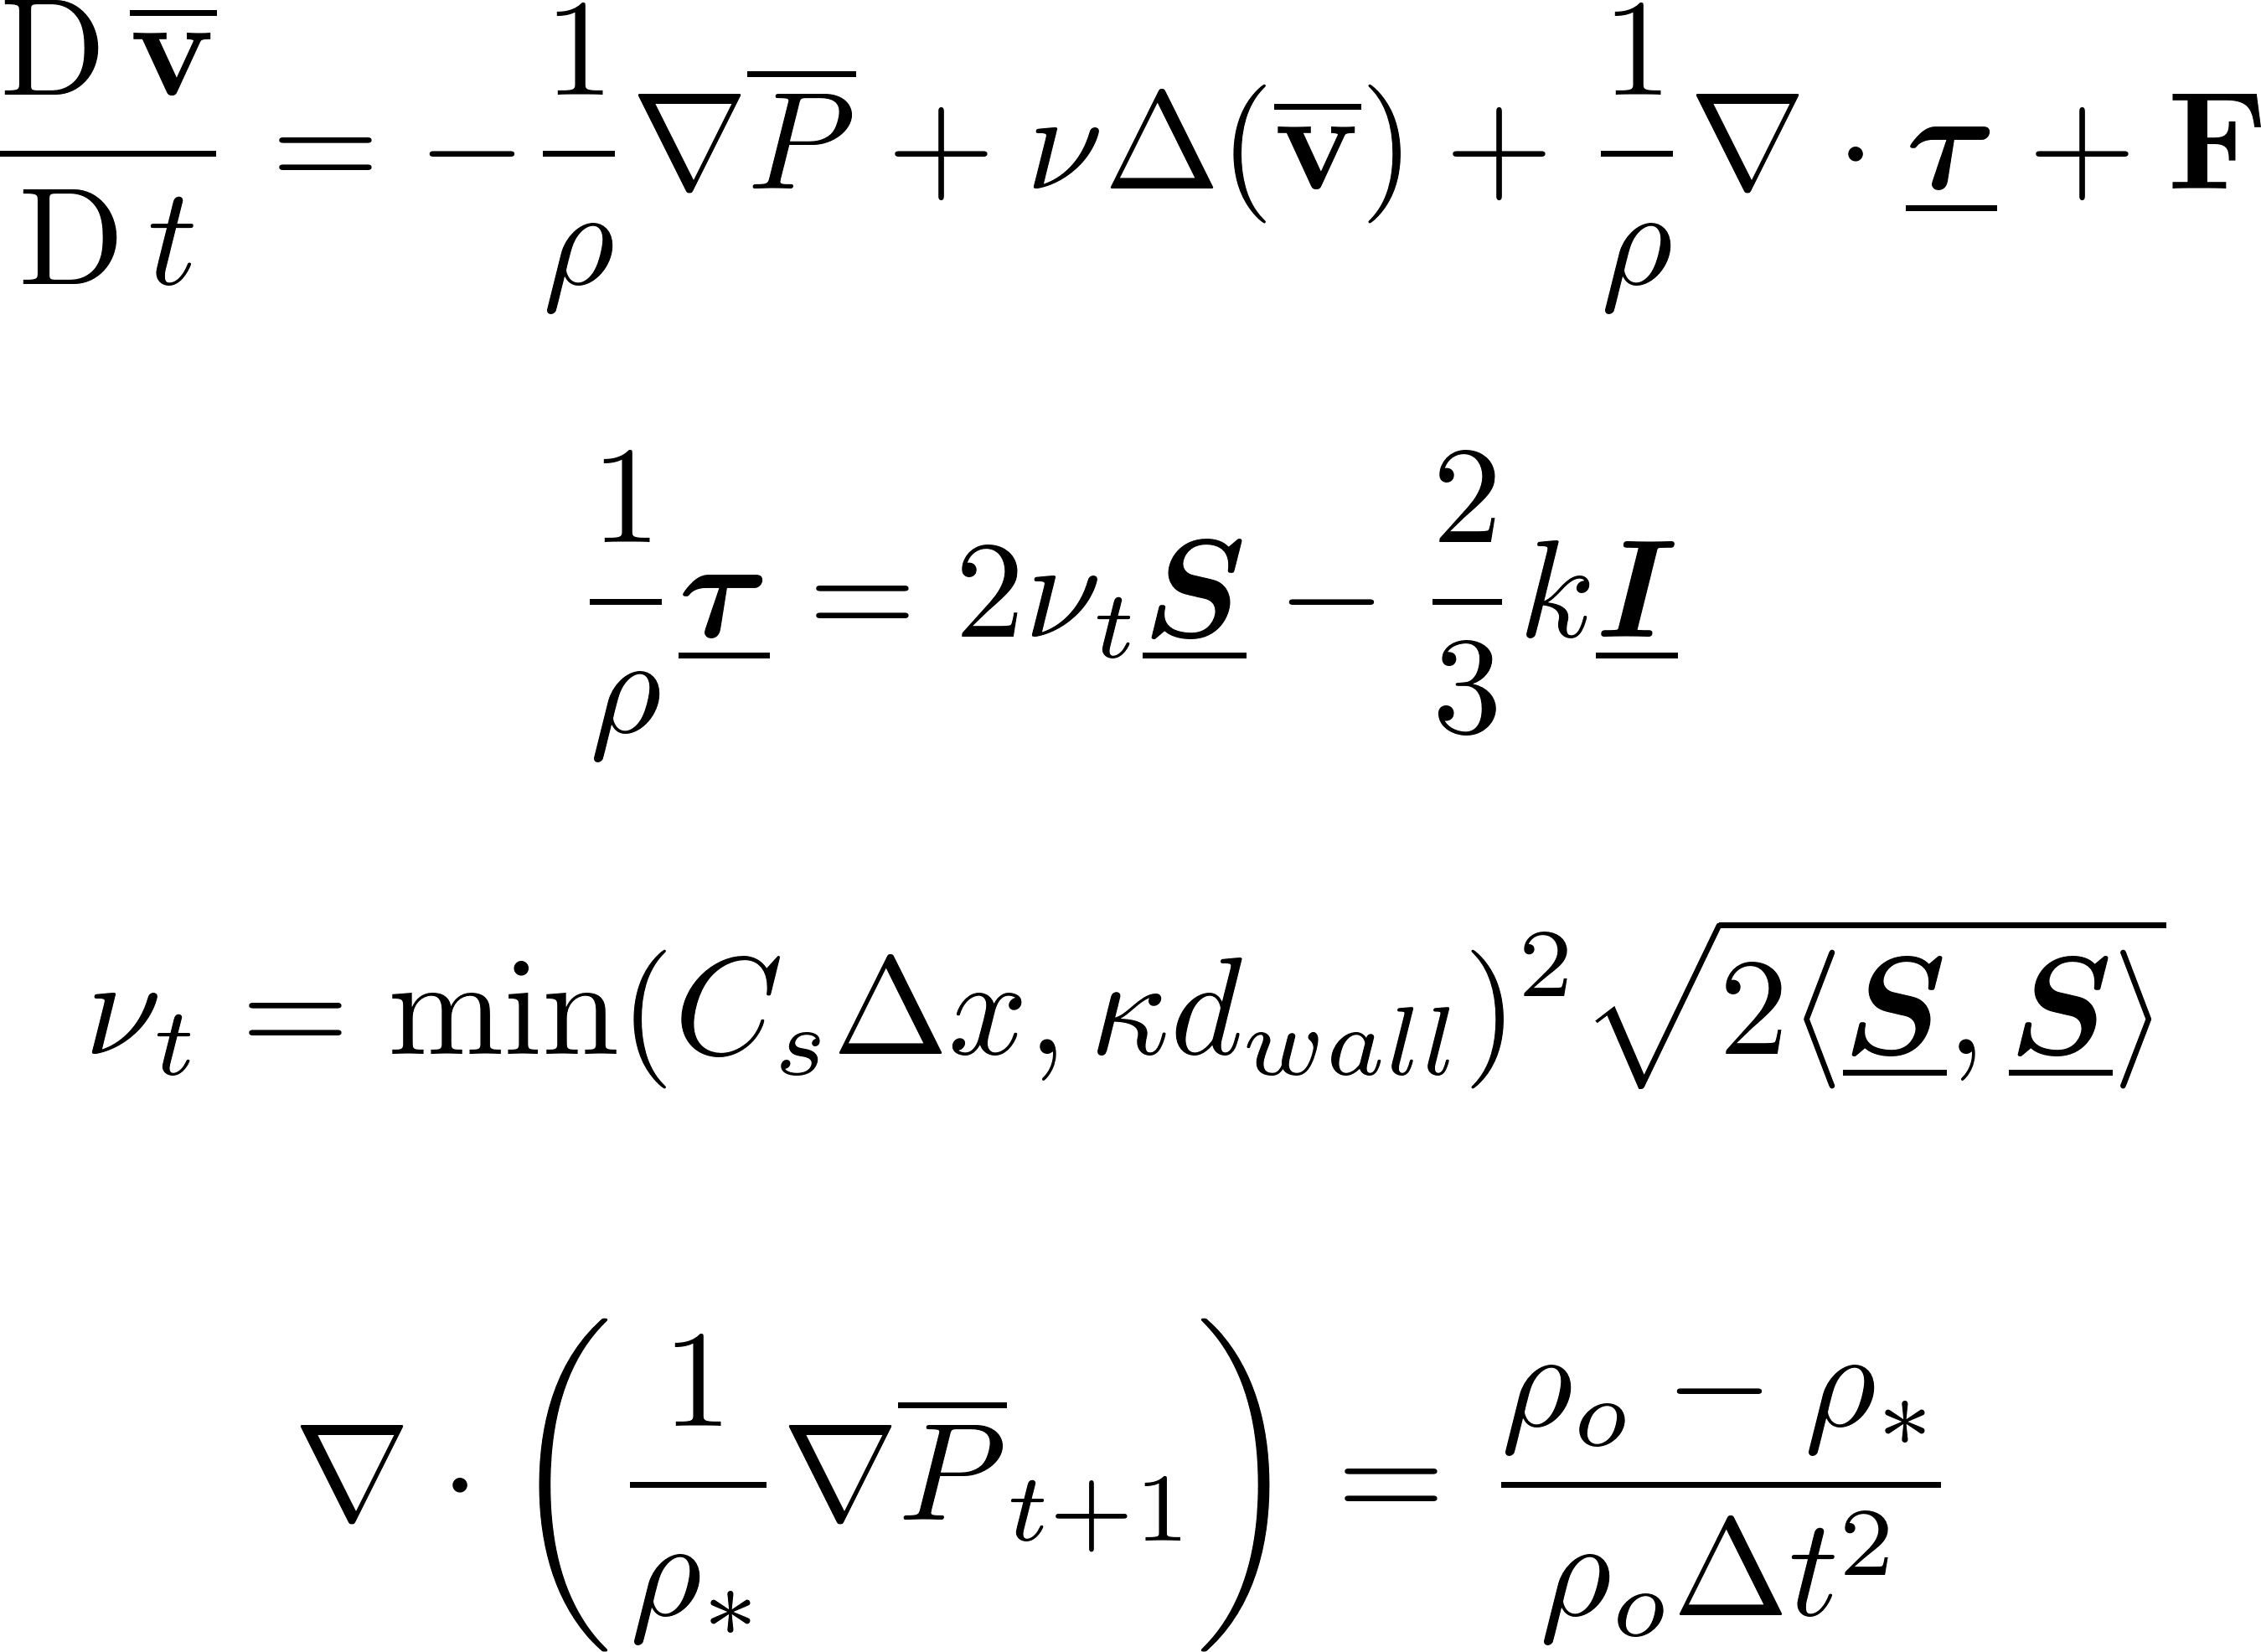 \frac{\mathrm{D}\,\overline{\mathbf{v}}}{\mathrm{D}\,t} = -\frac{1}{\rho}\nabla\overline{P} + \nu\Delta(\overline{\mathbf{v}}) + \frac{1}{\rho}\nabla\cdot\underline{\boldsymbol{\tau}} + \mathbf{F}
\frac{1}{\rho}\underline{\boldsymbol{\tau}} = 2\nu_t\underline{\boldsymbol{S}} - \frac{2}{3}k\underline{\boldsymbol{I}}
\nu_t = \min(C_s\Delta x, \kappa d_{wall})^2\sqrt{2\langle\underline{\boldsymbol{S}}, \underline{\boldsymbol{S}}\rangle}
\nabla\cdot\left(\frac{1}{\rho_*}\nabla\overline{P}_{t+1}\right) = \frac{\rho_o - \rho_*}{\rho_o\Delta t^2}